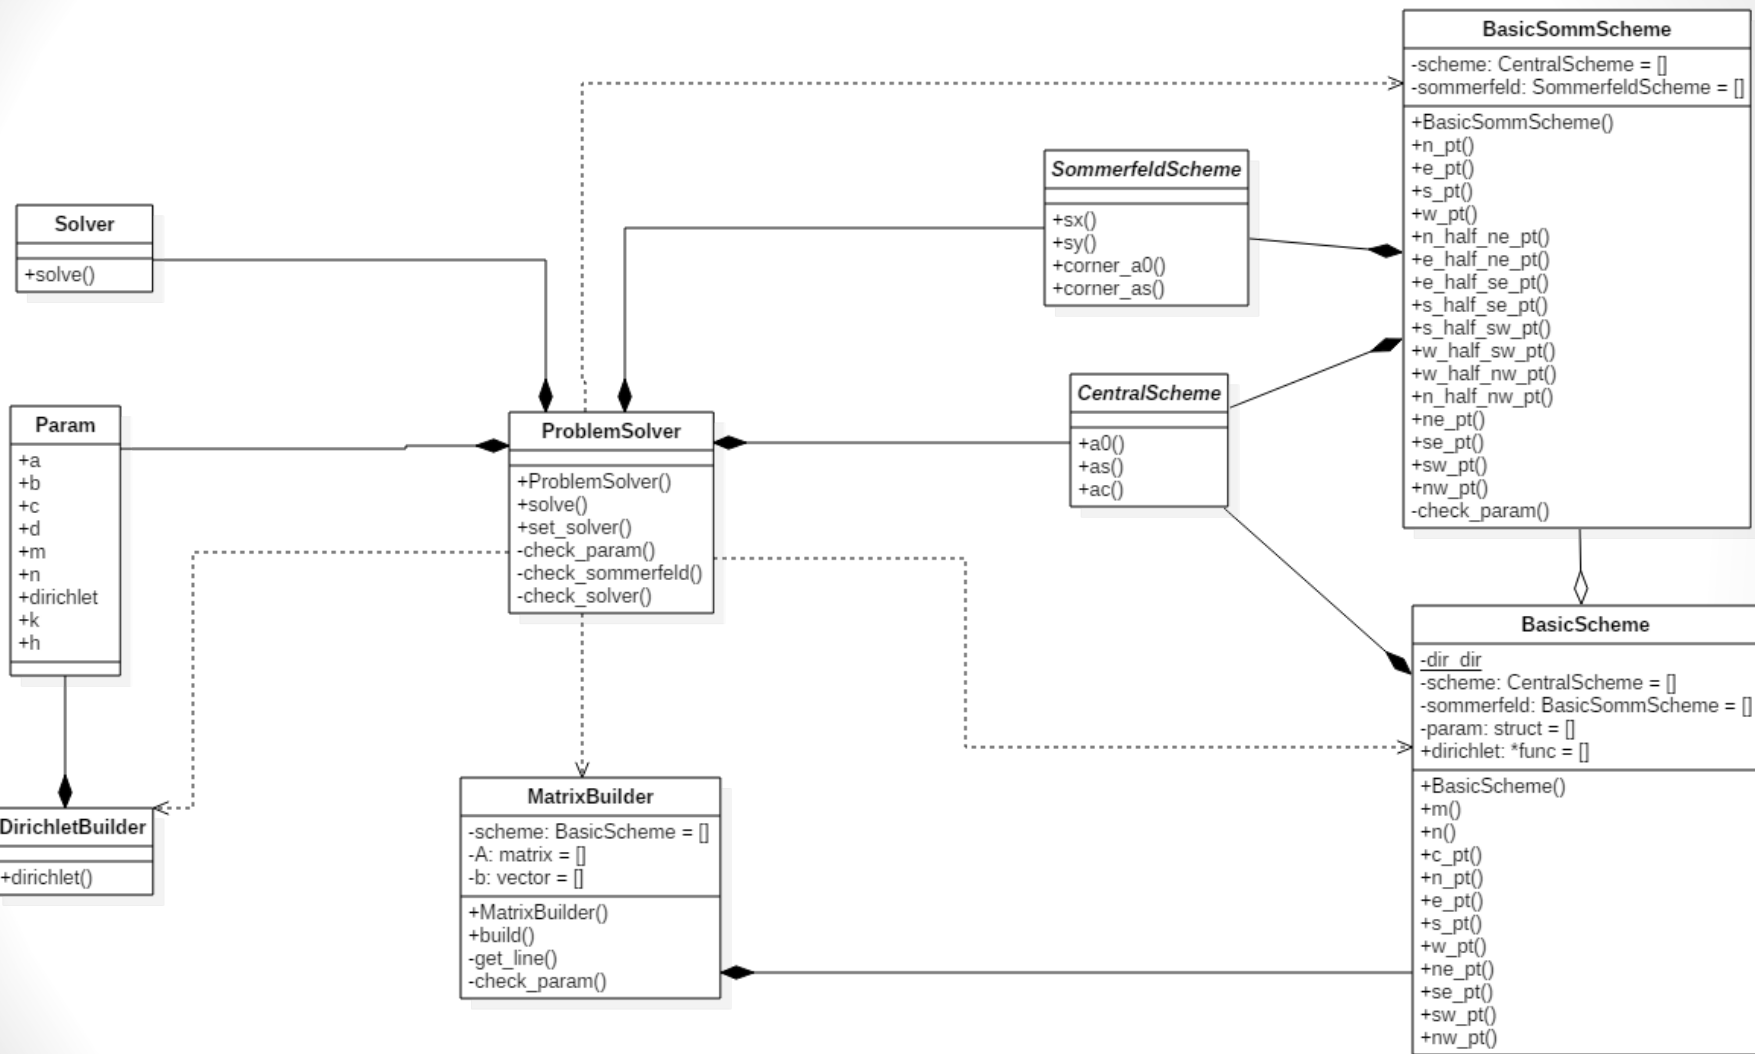 BasicSommScheme
-scheme: CentralScheme = []
-sommerfeld: SommerfeldScheme = []
+BasicSommScheme()
+n_pt()
+e_pt()
+s_pt()
+w_pt()
+n_half_ne_pt()
+e_half_ne_pt()
+e_half_se_pt()
+s_half_se_pt()
+s_half_sw_pt()
+w_half_sw_pt()
+w_half_nw_pt()
+n_half_nw_pt()
+ne_pt()
+se_pt()
+sw_pt()
+nw_pt()
-check_param()
SommerfeldScheme
+sx()
+sy()
+corner_a0()
+corner_as()
Solver
+solve()
CentralScheme
+a0()
+as()
+ac()
Param
+a
+b
+c
+d
+m
+n
+dirichlet
+k
+h
ProblemSolver
+ProblemSolver()
+solve()
+set_solver()
-check_param()
-check_sommerfeld()
-check_solver()
BasicScheme
-dir_dir
-scheme: CentralScheme = []
-sommerfeld: BasicSommScheme = []
-param: struct = []
+dirichlet: *func = []
+BasicScheme()
+m()
+n()
+c_pt()
+n_pt()
+e_pt()
+s_pt()
+w_pt()
+ne_pt()
+se_pt()
+sw_pt()
+nw_pt()
MatrixBuilder
-scheme: BasicScheme = []
-A: matrix = []
-b: vector = []
+MatrixBuilder()
+build()
-get_line()
-check_param()
DirichletBuilder
+dirichlet()